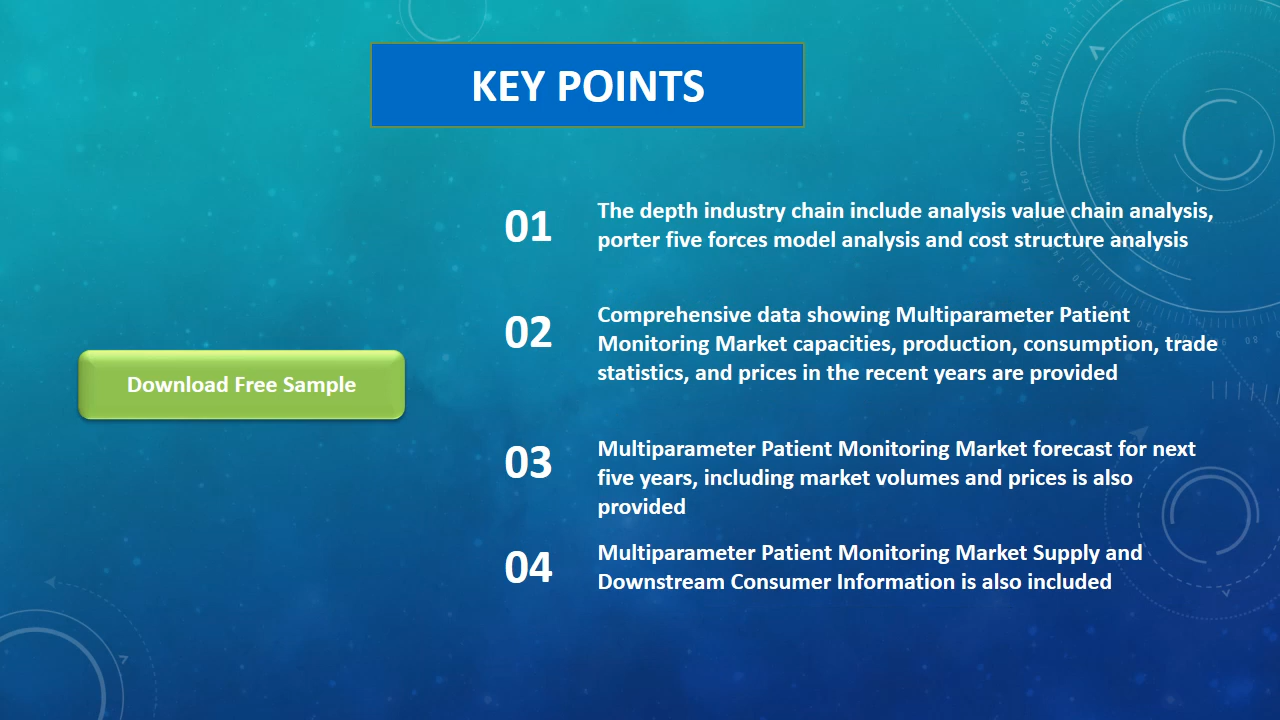 KEY POINTS
01
The depth industry chain include analysis value chain analysis,
porter five forces model analysis and cost structure analysis
02
Comprehensive data showing Multiparameter Patient
Monitoring Market capacities, production, consumption, trade
statistics, and prices in the recent years are provided
Download Free Sample
03
Multiparameter Patient Monitoring Market forecast for next
five years, including market volumes and prices is also
provided
04
Multiparameter Patient Monitoring Market Supply and
Downstream Consumer Information is also included